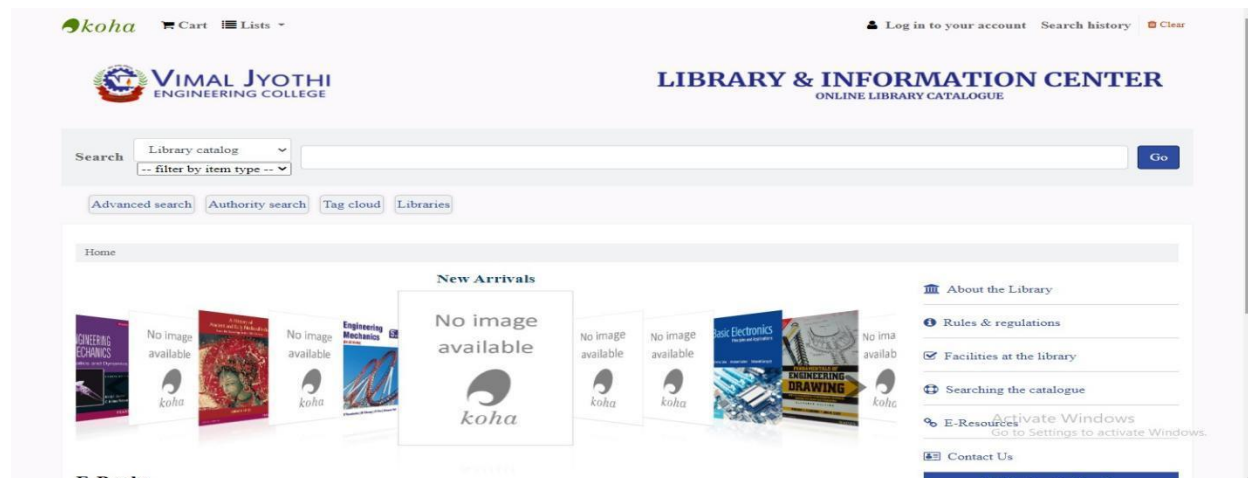 koha Cart Lists
Log in to your account Search history Clear
VIMAL JYOTHI
ENGINEERING COLLEGE
LIBRARY & INFORMATION CENTER
ONLINE LIBRARY CATALOGUE
Search
Library catalog
-- filter by item type --
Go
Advanced search Authority search Tag cloud Libraries
Home
New Arrivals
No image
available
koha
No image
available
koha
Engineering
Mechanics
No image
available
koha
No image
available
koha
No image
available
koha
Basic Electronics
FUNDAMENTALS OF
ENGINEERING
DRAWING
No ima
availab
koha
About the Library
Rules & regulations
Facilities at the library
Searching the catalogue
E-Resources
Contact Us
Activate Windows
Go to Settings to activate Windows.